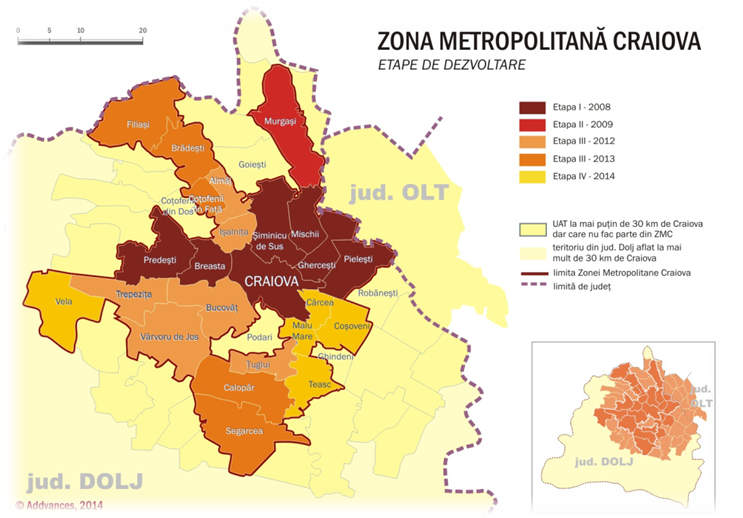 0 5 10 20
ZONA METROPOLITANĂ CRAIOVA
ETAPE DE DEZVOLTARE
Etapa I - 2008
Etapa II - 2009
Etapa III - 2012
Etapa III - 2013
Etapa IV - 2014
UAT la mai puțin de 30 km de Craiova
dar care nu fac parte din ZMC
teritoriu din jud. Dolj aflat la mai
mult de 30 km de Craiova
limita Zonei Metropolitane Craiova
limită de județ
Filiași
Murgași
Brădești
Goiești
Almăj
Coțofenii
din Dos
Coțofenii
din Față
jud. OLT
Ișalnița
Șiminicu
de Sus
Mischii
Predești
Breasta
Ghercești
Pielești
CRAIOVA
Robănești
Vela
Terpezița
Bucovăț
Cârcea
Malu
Mare
Coșoveni
Vârvoru de Jos
Podari
Ghindeni
Țuglui
Calopăr
Teasc
Segarcea
jud. DOLJ
© Addvances, 2014
jud.
OLT
jud. DOLJ